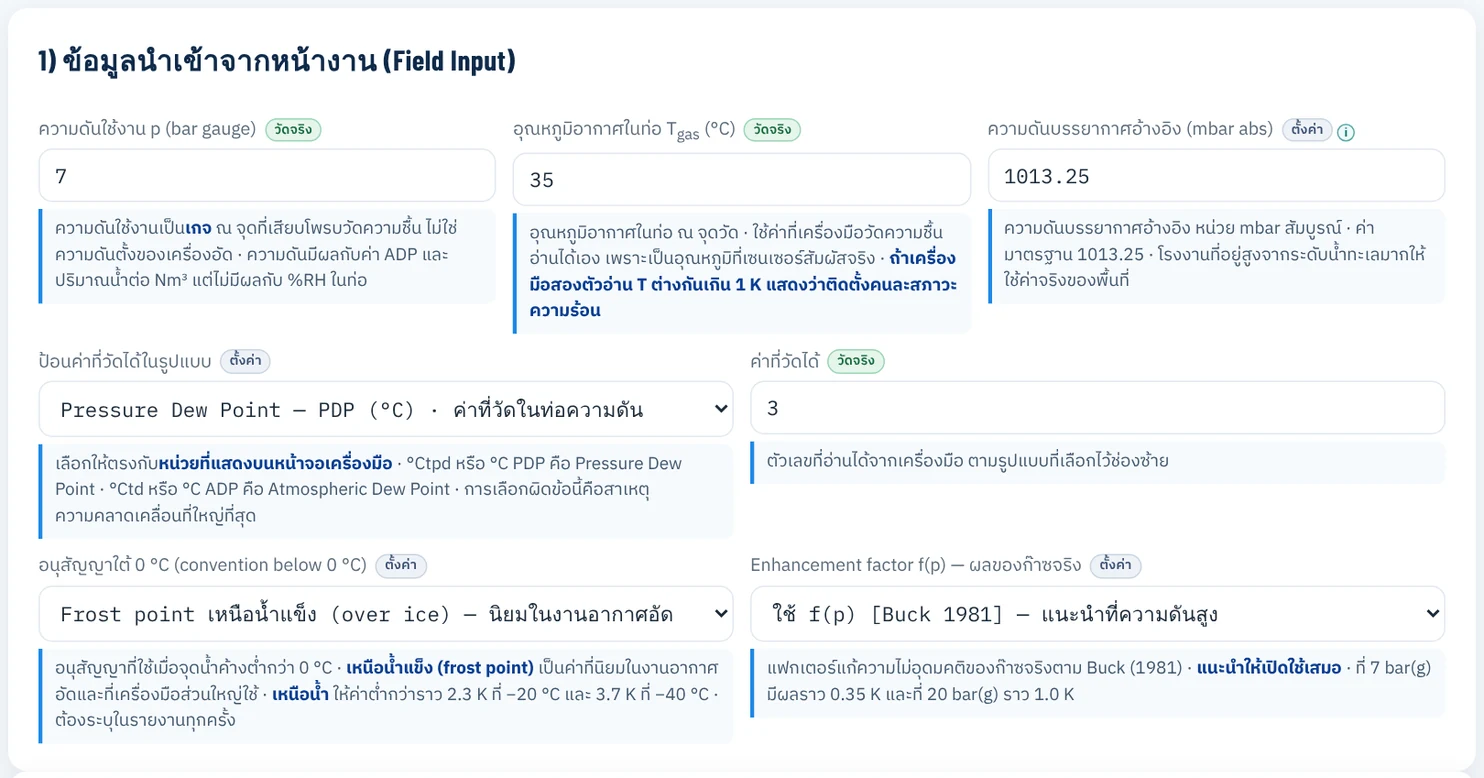 1) ข้อมูลนำเข้าจากหน้างาน (Field Input)
ความดันใช้งาน p (bar gauge) วัดจริง
7
ความดันใช้งานเป็นเกจ ณ จุดที่เสียบโพรบวัดความชื้น ไม่ใช่
ความดันตั้งของเครื่องอัด · ความดันมีผลกับค่า ADP และ
ปริมาณน้ำต่อ Nm³ แต่ไม่มีผลกับ %RH ในท่อ
อุณหภูมิอากาศในท่อ Tgas (°C) วัดจริง
35
อุณหภูมิอากาศในท่อ ณ จุดวัด · ใช้ค่าที่เครื่องมือวัดความชื้น
อ่านได้เอง เพราะเป็นอุณหภูมิที่เซนเซอร์สัมผัสจริง · ถ้าเครื่อง
มือสองตัวอ่าน T ต่างกันเกิน 1 K แสดงว่าติดตั้งคนละสภาวะ
ความร้อน
ความดันบรรยากาศอ้างอิง (mbar abs) ตั้งค่า i
1013.25
ความดันบรรยากาศอ้างอิง หน่วย mbar สัมบูรณ์ · ค่า
มาตรฐาน 1013.25 · โรงงานที่อยู่สูงจากระดับน้ำทะเลมากให้
ใช้ค่าจริงของพื้นที่
ป้อนค่าที่วัดได้ในรูปแบบ ตั้งค่า
Pressure Dew Point — PDP (°C) · ค่าที่วัดในท่อความดัน
เลือกให้ตรงกับหน่วยที่แสดงบนหน้าจอเครื่องมือ · °Ctpd หรือ °C PDP คือ Pressure Dew
Point · °Ctd หรือ °C ADP คือ Atmospheric Dew Point · การเลือกผิดข้อนี้คือสาเหตุ
ความคลาดเคลื่อนที่ใหญ่ที่สุด
ค่าที่วัดได้ วัดจริง
3
ตัวเลขที่อ่านได้จากเครื่องมือ ตามรูปแบบที่เลือกไว้ช่องซ้าย
อนุสัญญาใต้ 0 °C (convention below 0 °C) ตั้งค่า
Frost point เหนือน้ำแข็ง (over ice) — นิยมในงานอากาศอัด
อนุสัญญาที่ใช้เมื่อจุดน้ำค้างต่ำกว่า 0 °C · เหนือน้ำแข็ง (frost point) เป็นค่าที่นิยมในงานอากาศ
อัดและที่เครื่องมือส่วนใหญ่ใช้ · เหนือน้ำ ให้ค่าต่ำกว่าราว 2.3 K ที่ −20 °C และ 3.7 K ที่ −40 °C ·
ต้องระบุในรายงานทุกครั้ง
Enhancement factor f(p) — ผลของก๊าซจริง ตั้งค่า
ใช้ f(p) [Buck 1981] — แนะนำที่ความดันสูง
แฟกเตอร์แก้ความไม่อุดมคติของก๊าซจริงตาม Buck (1981) · แนะนำให้เปิดใช้เสมอ · ที่ 7 bar(g)
มีผลราว 0.35 K และที่ 20 bar(g) ราว 1.0 K